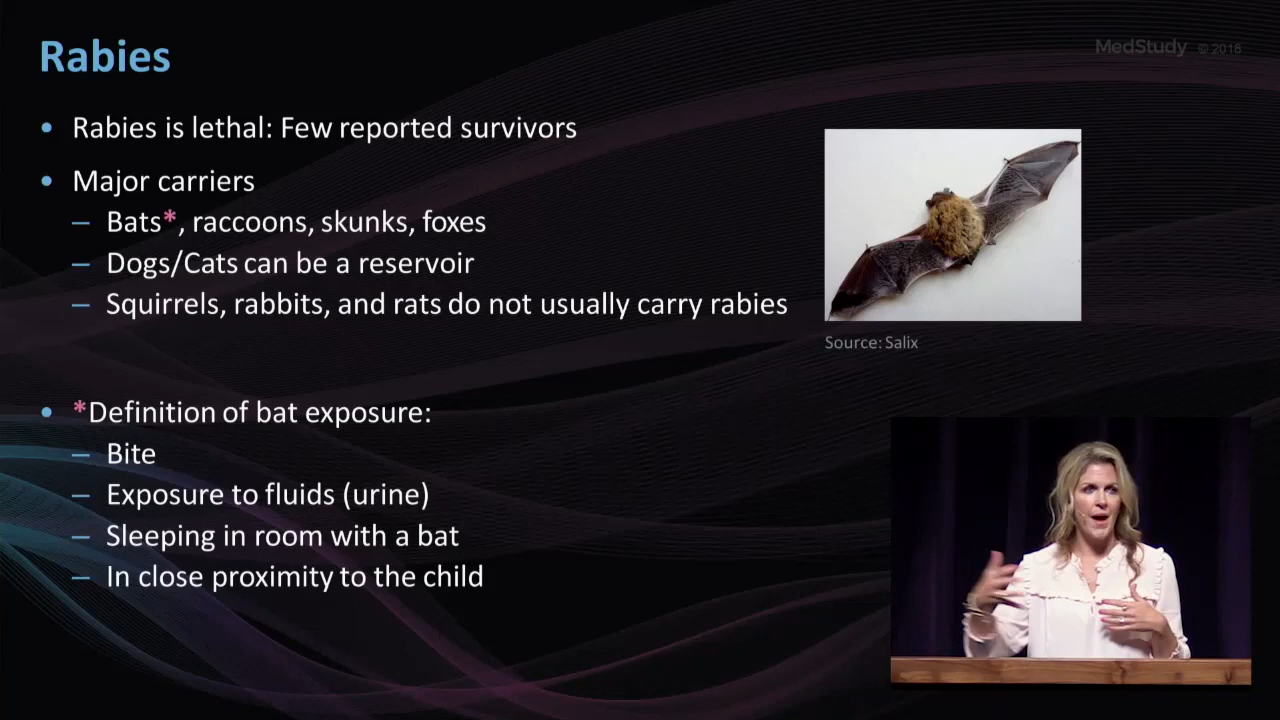 Rabies
MedStudy © 2018
• Rabies is lethal: Few reported survivors
• Major carriers
– Bats*, raccoons, skunks, foxes
– Dogs/Cats can be a reservoir
– Squirrels, rabbits, and rats do not usually carry rabies
Source: Salix
• *Definition of bat exposure:
– Bite
– Exposure to fluids (urine)
– Sleeping in room with a bat
– In close proximity to the child